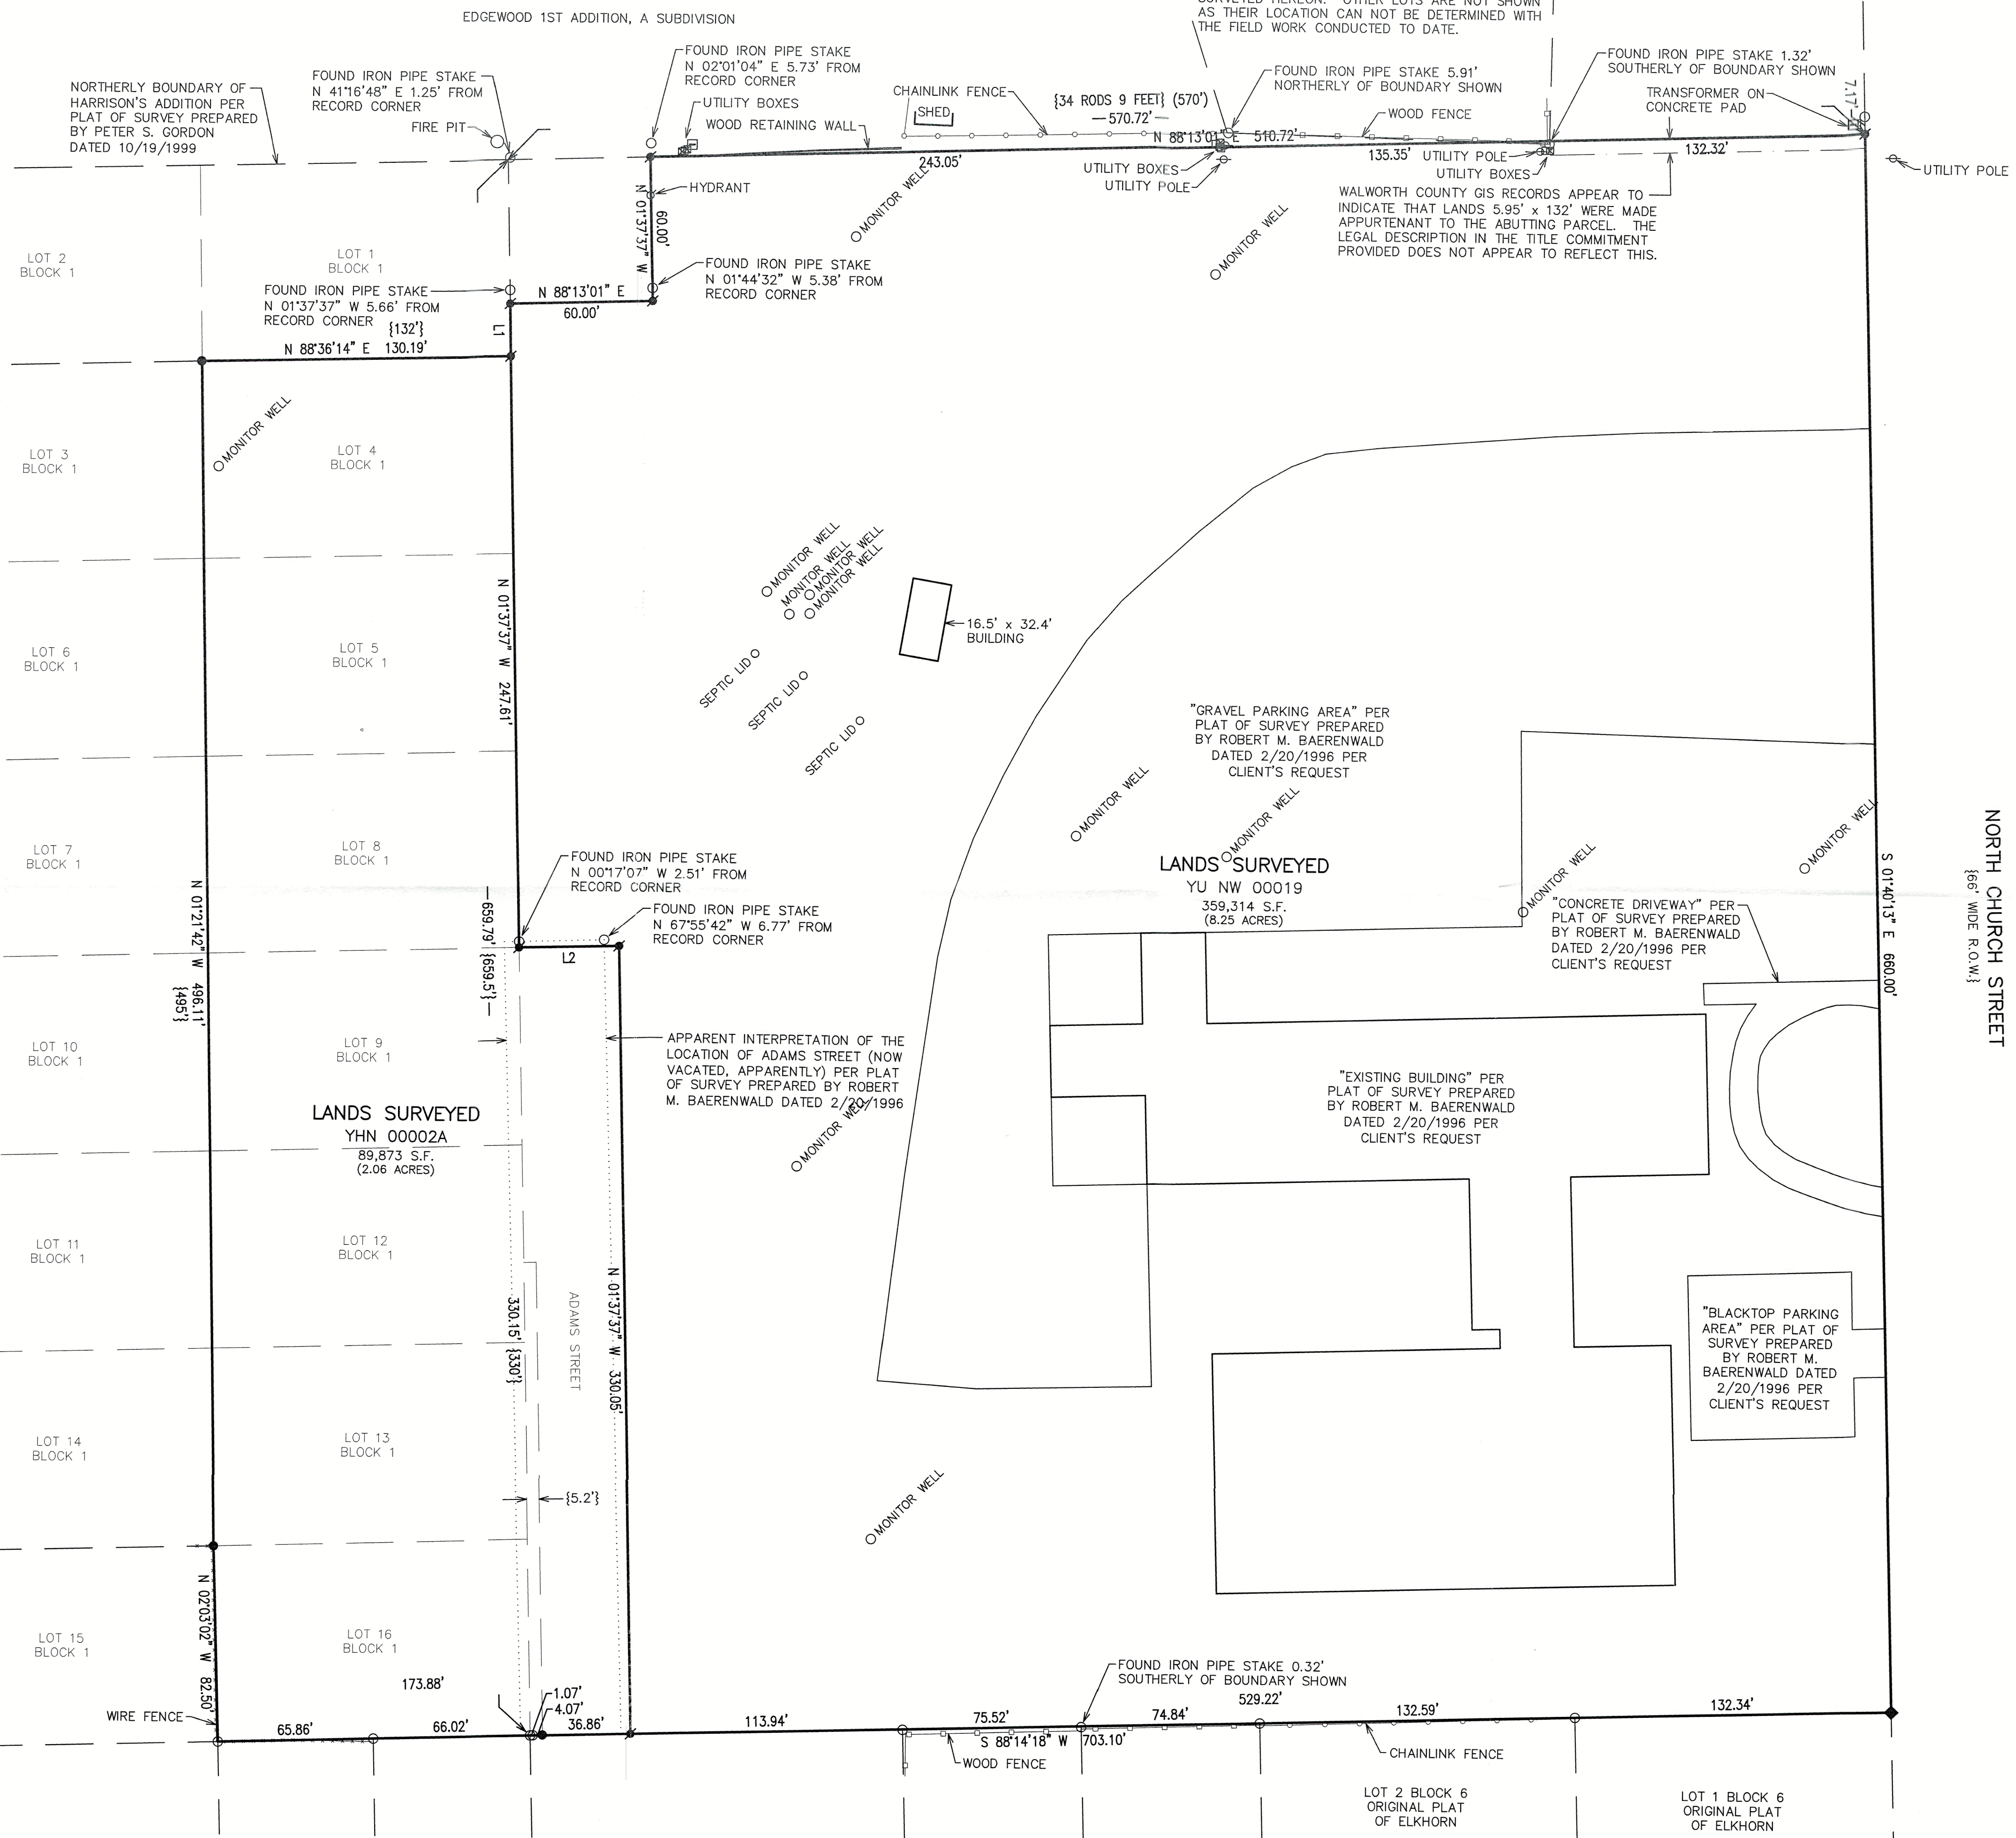 EDGEWOOD 1ST ADDITION, A SUBDIVISION
SURVEYED HEREON. OTHER LOTS ARE NOT SHOWN
AS THEIR LOCATION CAN NOT BE DETERMINED WITH
THE FIELD WORK CONDUCTED TO DATE.
NORTHERLY BOUNDARY OF
HARRISON'S ADDITION PER
PLAT OF SURVEY PREPARED
BY PETER S. GORDON
DATED 10/19/1999
FOUND IRON PIPE STAKE
N 41°16'48" E 1.25' FROM
RECORD CORNER
FIRE PIT
FOUND IRON PIPE STAKE
N 02°01'04" E 5.73' FROM
RECORD CORNER
UTILITY BOXES
WOOD RETAINING WALL
CHAINLINK FENCE
SHED
{34 RODS 9 FEET} (570')
570.72'
N 88°13'01" E 510.72'
243.05'
FOUND IRON PIPE STAKE 5.91'
NORTHERLY OF BOUNDARY SHOWN
WOOD FENCE
FOUND IRON PIPE STAKE 1.32'
SOUTHERLY OF BOUNDARY SHOWN
TRANSFORMER ON
CONCRETE PAD
7.17'
135.35'
132.32'
UTILITY BOXES
UTILITY POLE
UTILITY POLE
UTILITY BOXES
UTILITY POLE
WALWORTH COUNTY GIS RECORDS APPEAR TO
INDICATE THAT LANDS 5.95' x 132' WERE MADE
APPURTENANT TO THE ABUTTING PARCEL. THE
LEGAL DESCRIPTION IN THE TITLE COMMITMENT
PROVIDED DOES NOT APPEAR TO REFLECT THIS.
HYDRANT
N 01°37'37" W
60.00'
MONITOR WELL
MONITOR WELL
LOT 2
BLOCK 1
LOT 1
BLOCK 1
FOUND IRON PIPE STAKE
N 01°37'37" W 5.66' FROM
RECORD CORNER
{132'}
N 88°36'14" E 130.19'
L1
N 88°13'01" E
60.00'
FOUND IRON PIPE STAKE
N 01°44'32" W 5.38' FROM
RECORD CORNER
MONITOR WELL
LOT 3
BLOCK 1
LOT 4
BLOCK 1
MONITOR WELL
MONITOR WELL
MONITOR WELL
MONITOR WELL
16.5' x 32.4'
BUILDING
SEPTIC LID
SEPTIC LID
SEPTIC LID
LOT 6
BLOCK 1
LOT 5
BLOCK 1
N 01°37'37" W 247.61'
"GRAVEL PARKING AREA" PER
PLAT OF SURVEY PREPARED
BY ROBERT M. BAERENWALD
DATED 2/20/1996 PER
CLIENT'S REQUEST
MONITOR WELL
MONITOR WELL
MONITOR WELL
MONITOR WELL
LOT 7
BLOCK 1
LOT 8
BLOCK 1
LANDS SURVEYED
YU NW 00019
359,314 S.F.
(8.25 ACRES)
FOUND IRON PIPE STAKE
N 00°17'07" W 2.51' FROM
RECORD CORNER
FOUND IRON PIPE STAKE
N 67°55'42" W 6.77' FROM
RECORD CORNER
L2
659.79' {659.5'}
N 01°21'42" W 496.11'
{495'}
"CONCRETE DRIVEWAY" PER
PLAT OF SURVEY PREPARED
BY ROBERT M. BAERENWALD
DATED 2/20/1996 PER
CLIENT'S REQUEST
S 01°40'13" E 660.00'
NORTH CHURCH STREET
{66' WIDE R.O.W.}
LOT 10
BLOCK 1
LOT 9
BLOCK 1
APPARENT INTERPRETATION OF THE
LOCATION OF ADAMS STREET (NOW
VACATED, APPARENTLY) PER PLAT
OF SURVEY PREPARED BY ROBERT
M. BAERENWALD DATED 2/20/1996
MONITOR WELL
"EXISTING BUILDING" PER
PLAT OF SURVEY PREPARED
BY ROBERT M. BAERENWALD
DATED 2/20/1996 PER
CLIENT'S REQUEST
LANDS SURVEYED
YHN 00002A
89,873 S.F.
(2.06 ACRES)
LOT 11
BLOCK 1
LOT 12
BLOCK 1
330.15' {330'}
ADAMS STREET
N 01°37'37" W 330.05'
"BLACKTOP PARKING
AREA" PER PLAT OF
SURVEY PREPARED
BY ROBERT M.
BAERENWALD DATED
2/20/1996 PER
CLIENT'S REQUEST
LOT 14
BLOCK 1
LOT 13
BLOCK 1
{5.2'}
MONITOR WELL
LOT 15
BLOCK 1
LOT 16
BLOCK 1
N 02°03'02" W 82.50'
WIRE FENCE
173.88'
65.86'
66.02'
1.07'
4.07'
36.86'
113.94'
FOUND IRON PIPE STAKE 0.32'
SOUTHERLY OF BOUNDARY SHOWN
75.52'
74.84'
529.22'
132.59'
132.34'
S 88°14'18" W 703.10'
WOOD FENCE
CHAINLINK FENCE
LOT 2 BLOCK 6
ORIGINAL PLAT
OF ELKHORN
LOT 1 BLOCK 6
ORIGINAL PLAT
OF ELKHORN